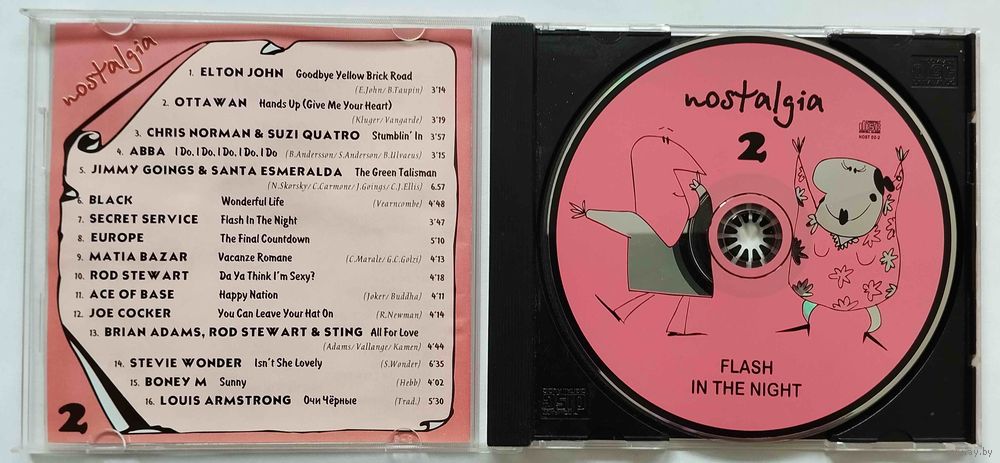 nostalgia
1. ELTON JOHN Goodbye Yellow Brick Road
(E.John/B.Taupin) 3'14
2. OTTAWAN Hands Up (Give Me Your Heart)
(Kluger/Vangarde) 3'19
3. CHRIS NORMAN & SUZI QUATRO Stumblin' In 3'57
4. ABBA I Do, I Do, I Do, I Do, I Do (B.Andersson/S.Anderson/B.Ulvaeus) 3'15
5. JIMMY GOINGS & SANTA ESMERALDA The Green Talisman
(N.Skorsky/C.Carmone/J.Goings/C.J.Ellis) 6.57
6. BLACK Wonderful Life (Vearncombe) 4'48
7. SECRET SERVICE Flash In The Night 3'47
8. EUROPE The Final Countdown 5'10
9. MATIA BAZAR Vacanze Romane (C.Marale/G.C.Golzi) 4'13
10. ROD STEWART Da Ya Think I'm Sexy? 4'18
11. ACE OF BASE Happy Nation (Joker/Buddha) 4'11
12. JOE COCKER You Can Leave Your Hat On (R.Newman) 4'14
13. BRIAN ADAMS, ROD STEWART & STING All For Love
(Adams/Vallange/Kamen) 4'44
14. STEVIE WONDER Isn't She Lovely (S.Wonder) 6'35
15. BONEY M Sunny (Hebb) 4'02
16. LOUIS ARMSTRONG Очи Чёрные (Trad.) 5'30
2
nostalgia
2
FLASH
IN THE NIGHT